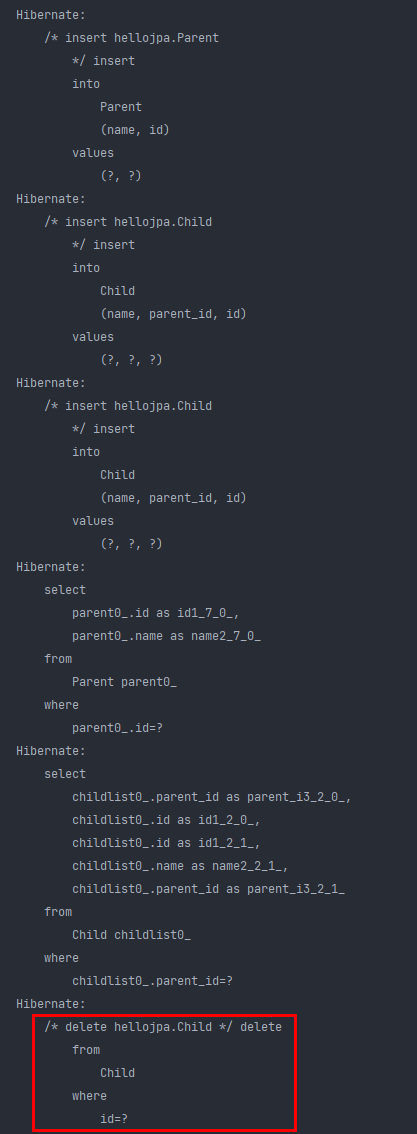 Hibernate:
/* insert hellojpa.Parent
*/ insert
into
Parent
(name, id)
values
(?, ?)
Hibernate:
/* insert hellojpa.Child
*/ insert
into
Child
(name, parent_id, id)
values
(?, ?, ?)
Hibernate:
/* insert hellojpa.Child
*/ insert
into
Child
(name, parent_id, id)
values
(?, ?, ?)
Hibernate:
select
parent0_.id as id1_7_0_,
parent0_.name as name2_7_0_
from
Parent parent0_
where
parent0_.id=?
Hibernate:
select
childlist0_.parent_id as parent_i3_2_0_,
childlist0_.id as id1_2_0_,
childlist0_.id as id1_2_1_,
childlist0_.name as name2_2_1_,
childlist0_.parent_id as parent_i3_2_1_
from
Child childlist0_
where
childlist0_.parent_id=?
Hibernate:
/* delete hellojpa.Child */ delete
from
Child
where
id=?